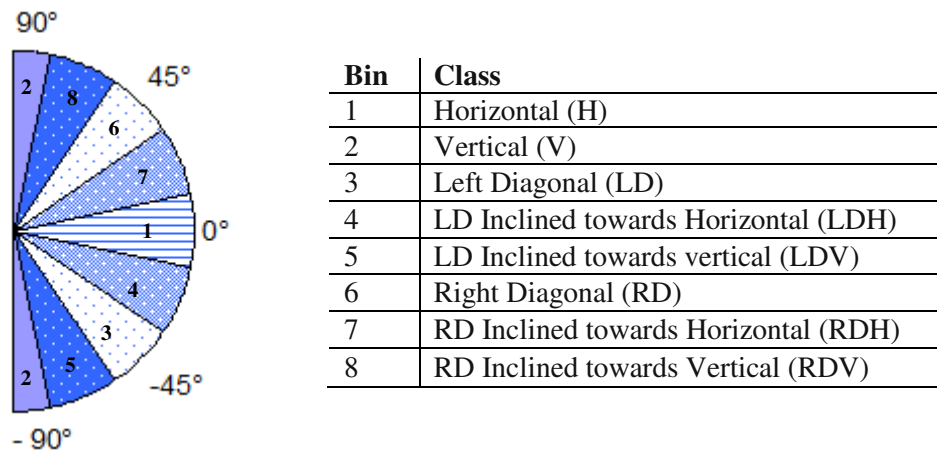 90°
2
8
45°
6
7
1
0°
4
3
5
-45°
2
- 90°
Bin Class
1 Horizontal (H)
2 Vertical (V)
3 Left Diagonal (LD)
4 LD Inclined towards Horizontal (LDH)
5 LD Inclined towards vertical (LDV)
6 Right Diagonal (RD)
7 RD Inclined towards Horizontal (RDH)
8 RD Inclined towards Vertical (RDV)